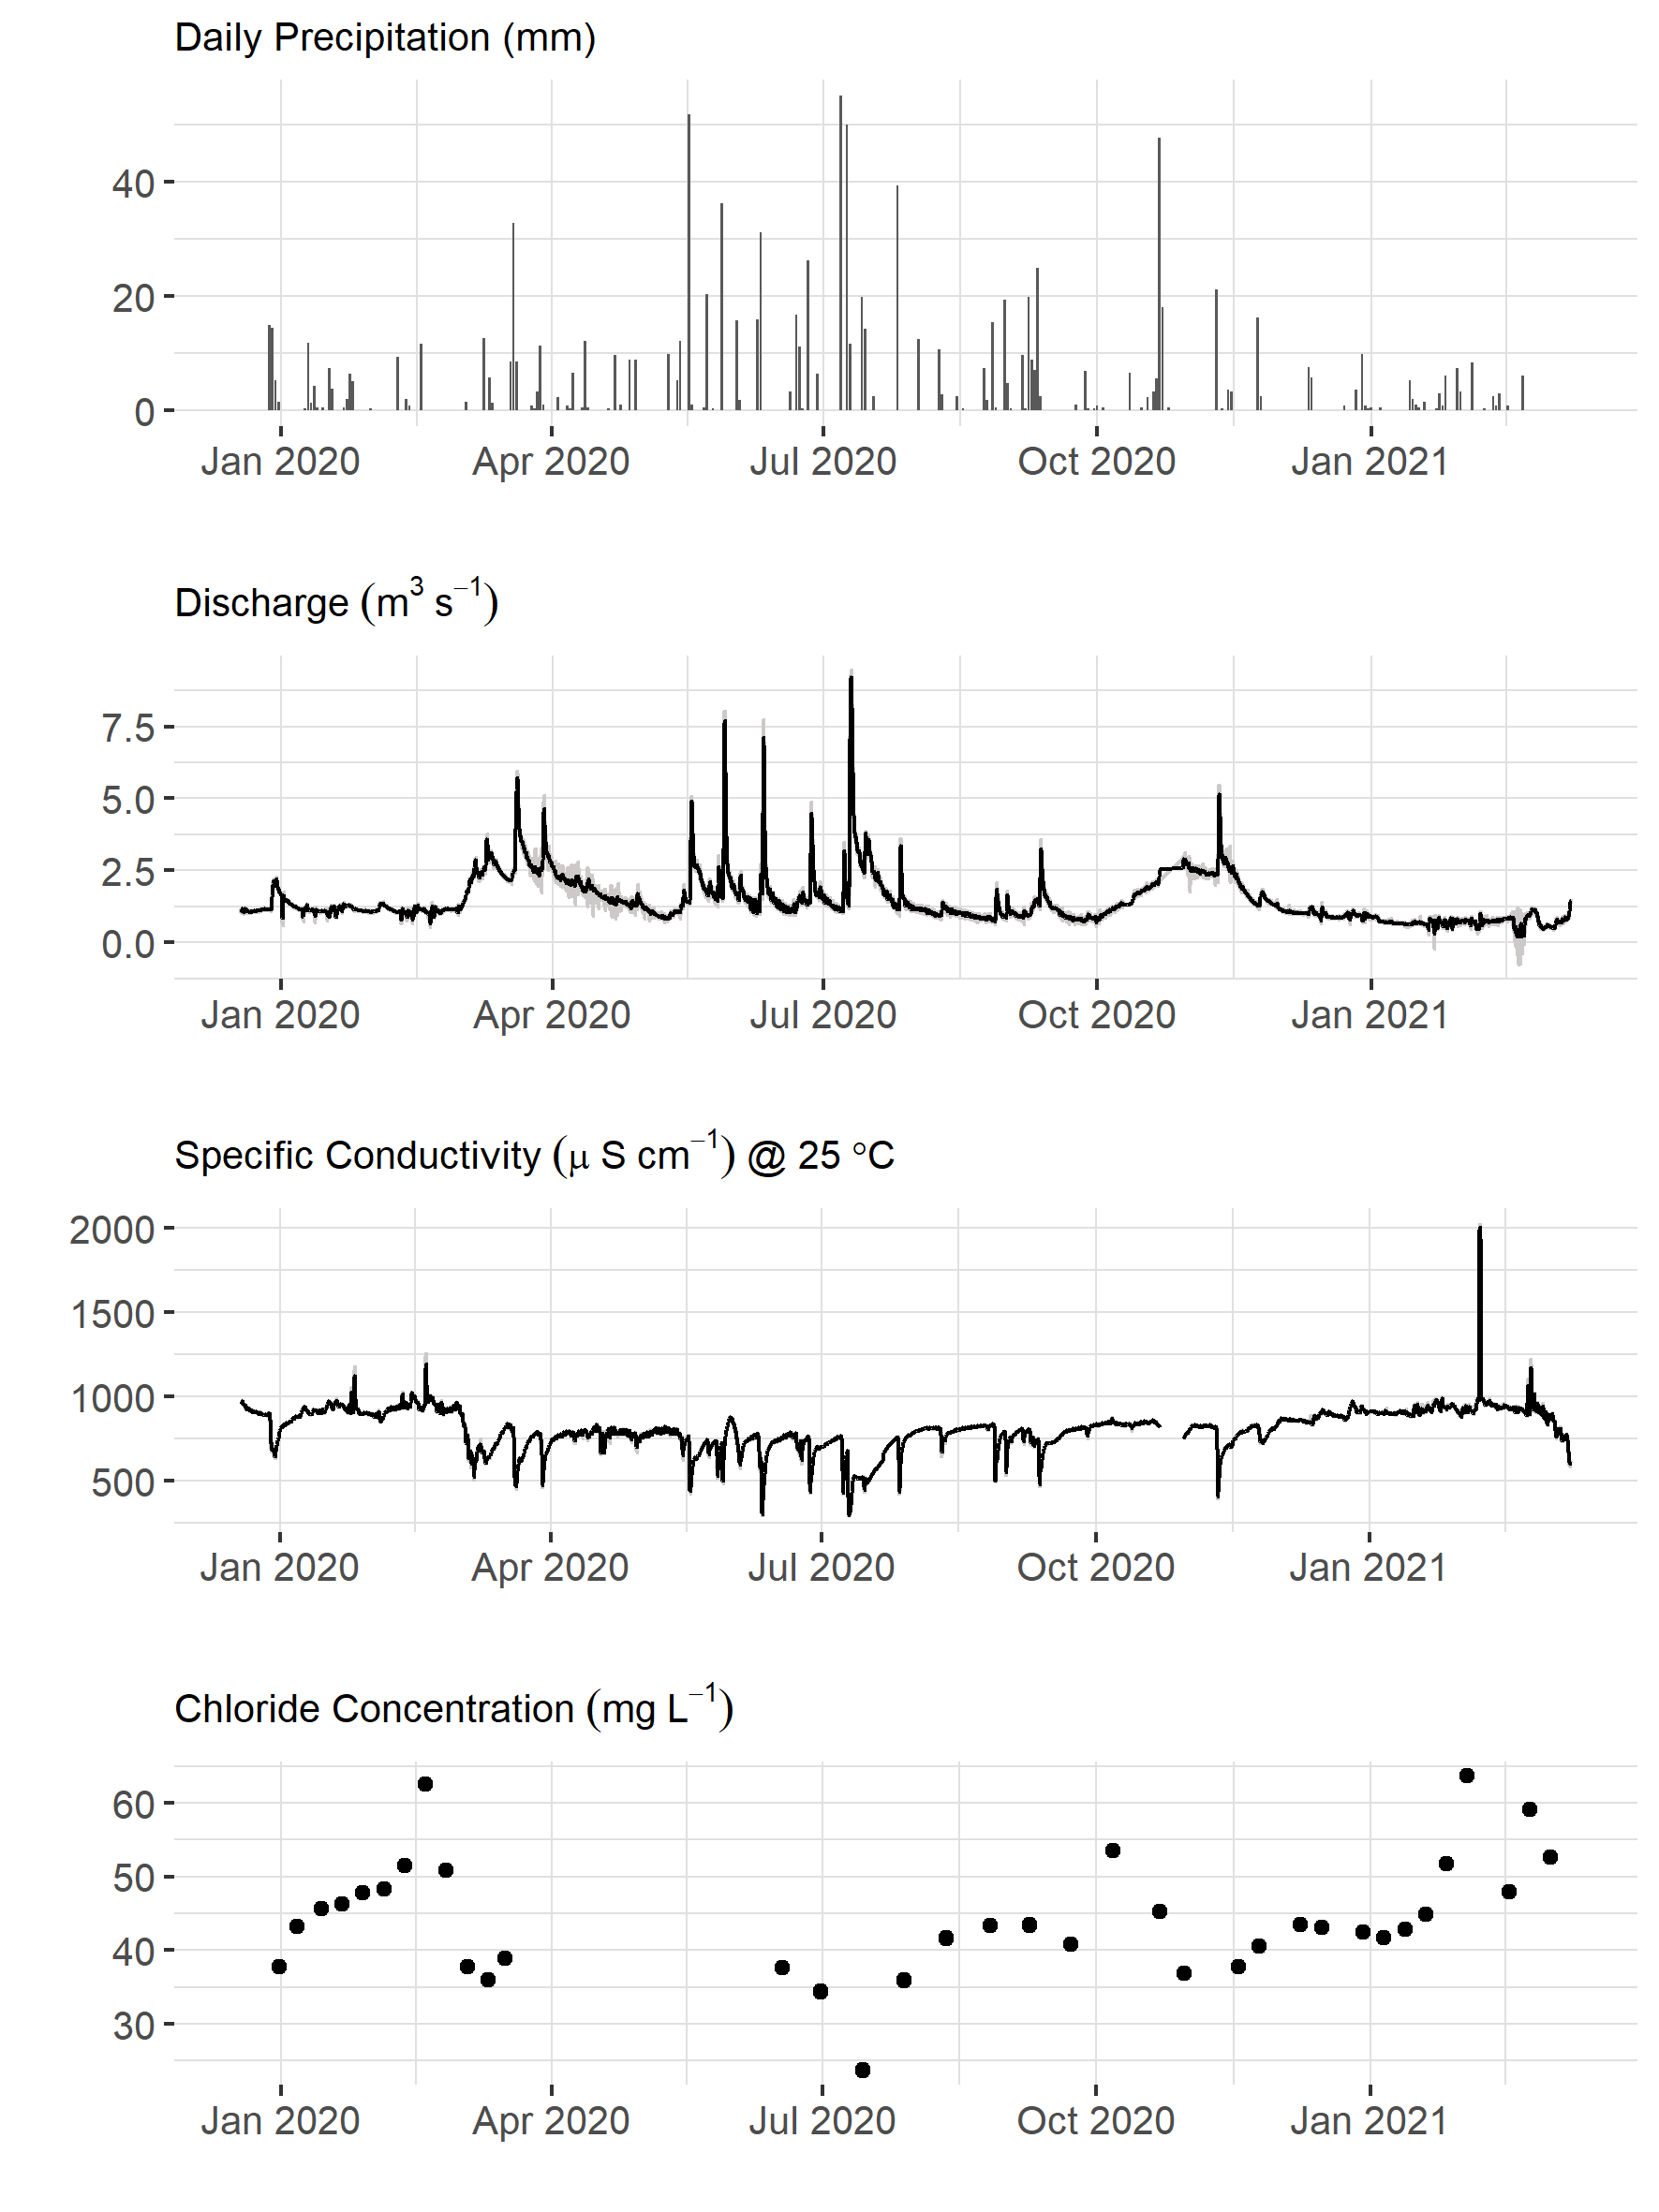 Daily Precipitation (mm)
40
20
0
Jan 2020 Apr 2020 Jul 2020 Oct 2020 Jan 2021
Discharge (m³ s⁻¹)
7.5
5.0
2.5
0.0
Jan 2020 Apr 2020 Jul 2020 Oct 2020 Jan 2021
Specific Conductivity (μ S cm⁻¹) @ 25 °C
2000
1500
1000
500
Jan 2020 Apr 2020 Jul 2020 Oct 2020 Jan 2021
Chloride Concentration (mg L⁻¹)
60
50
40
30
Jan 2020 Apr 2020 Jul 2020 Oct 2020 Jan 2021